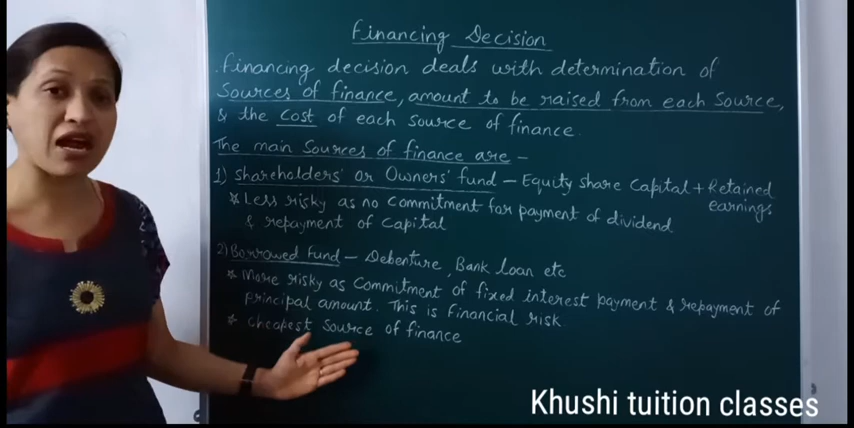 Financing Decision
Financing decision deals with determination of
Sources of finance, amount to be raised from each source,
& the cost of each source of finance.
The main Sources of finance are -
1) Shareholders' or Owners' fund - Equity share Capital + Retained
earnings
* Less risky as no commitment for payment of dividend
& repayment of Capital
2) Borrowed Fund - Debenture, Bank loan etc
* More risky as Commitment of fixed interest payment & repayment of
principal amount. This is financial risk
* Cheapest Source of finance
Khushi tuition classes